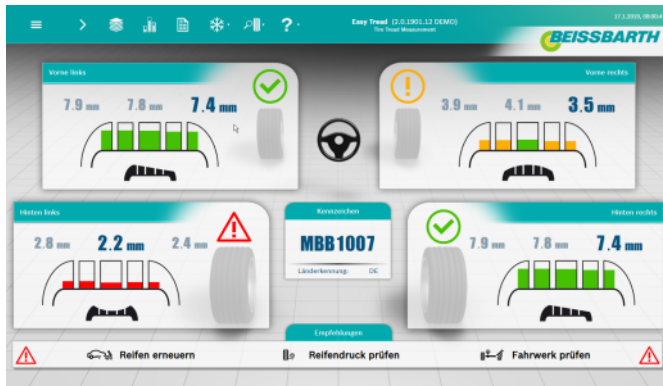 Easy Tread (2.0.1901.12 DEMO)
Tire Tread Measurement
BEISSBARTH
Vorne links
7.9 mm 7.8 mm 7.4 mm
Vorne rechts
3.9 mm 4.1 mm 3.5 mm
Hinten links
2.8 mm 2.2 mm 2.4 mm
Kennzeichen
MBB1007
Länderkennung: DE
Hinten rechts
7.9 mm 7.8 mm 7.4 mm
Empfehlungen
Reifen erneuern
Reifendruck prüfen
Fahrwerk prüfen